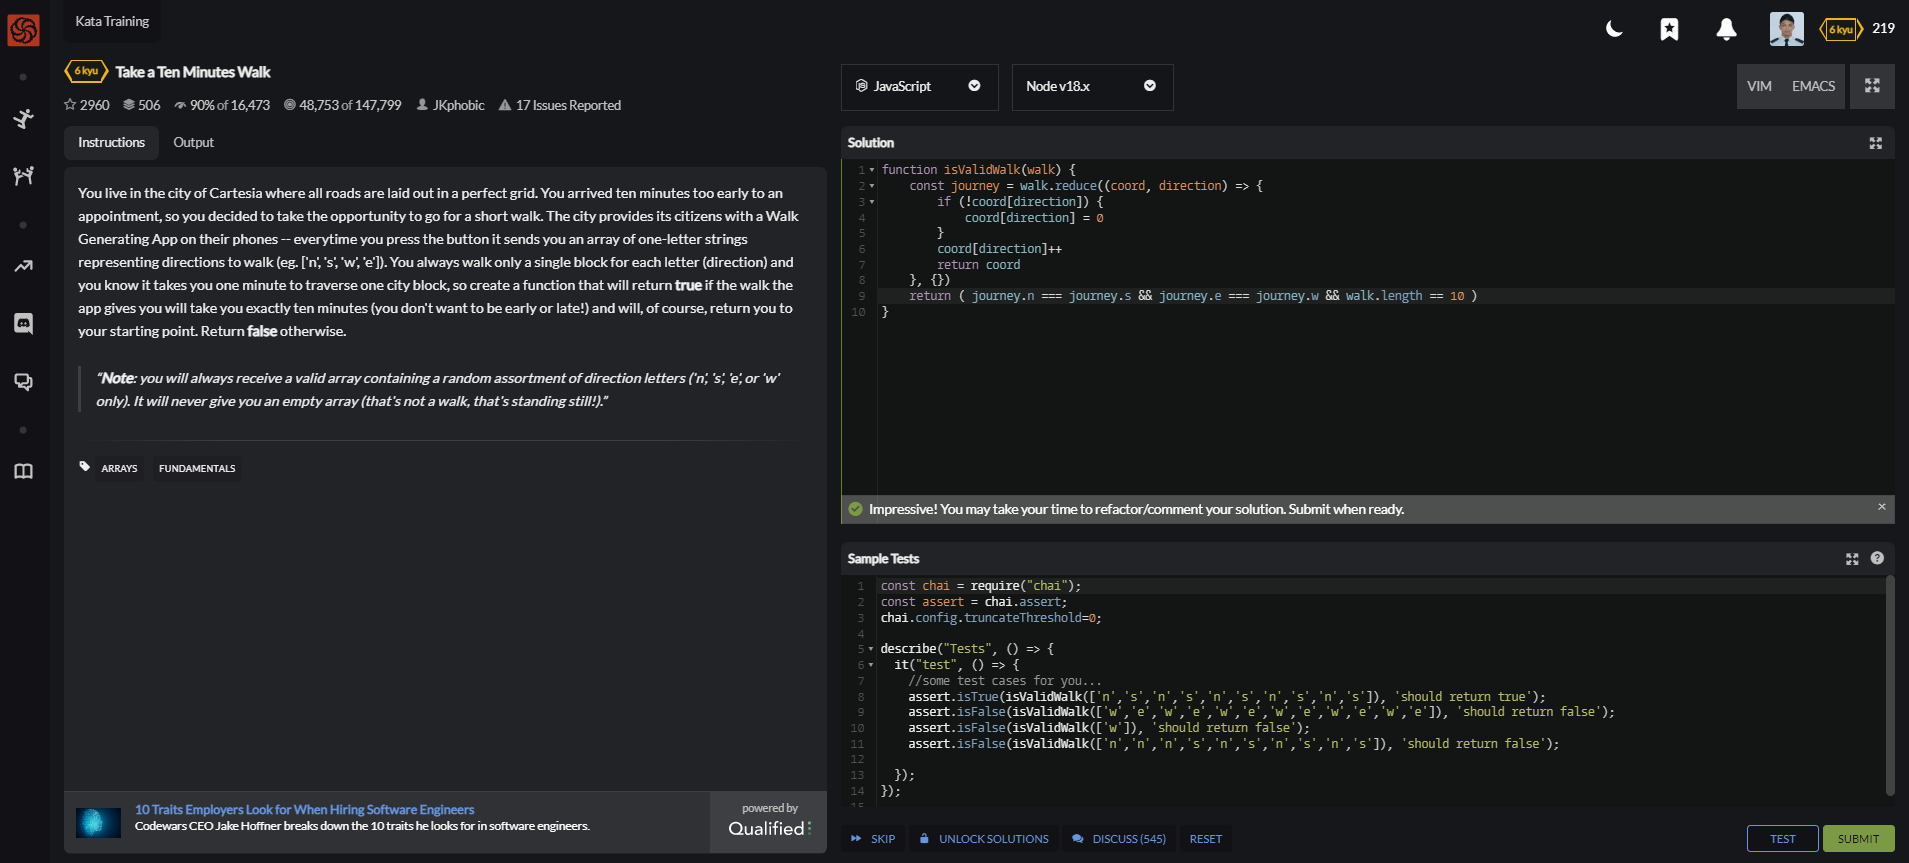 Kata Training
6 kyu
219
6 kyu Take a Ten Minutes Walk
2960 506 90% of 16,473 48,753 of 147,799 JKphobic 17 Issues Reported
Instructions Output
You live in the city of Cartesia where all roads are laid out in a perfect grid. You arrived ten minutes too early to an
appointment, so you decided to take the opportunity to go for a short walk. The city provides its citizens with a Walk
Generating App on their phones -- everytime you press the button it sends you an array of one-letter strings
representing directions to walk (eg. ['n', 's', 'w', 'e']). You always walk only a single block for each letter (direction) and
you know it takes you one minute to traverse one city block, so create a function that will return true if the walk the
app gives you will take you exactly ten minutes (you don't want to be early or late!) and will, of course, return you to
your starting point. Return false otherwise.
“Note: you will always receive a valid array containing a random assortment of direction letters ('n', 's', 'e', or 'w'
only). It will never give you an empty array (that's not a walk, that's standing still!).”
ARRAYS FUNDAMENTALS
10 Traits Employers Look for When Hiring Software Engineers
Codewars CEO Jake Hoffner breaks down the 10 traits he looks for in software engineers.
powered by
Qualified
JavaScript Node v18.x
VIM EMACS
Solution
1 function isValidWalk(walk) {
2 const journey = walk.reduce((coord, direction) => {
3 if (!coord[direction]) {
4 coord[direction] = 0
5 }
6 coord[direction]++
7 return coord
8 }, {})
9 return ( journey.n === journey.s && journey.e === journey.w && walk.length == 10 )
10 }
Impressive! You may take your time to refactor/comment your solution. Submit when ready.
Sample Tests
1 const chai = require("chai");
2 const assert = chai.assert;
3 chai.config.truncateThreshold=0;
4
5 describe("Tests", () => {
6 it("test", () => {
7 //some test cases for you...
8 assert.isTrue(isValidWalk(['n','s','n','s','n','s','n','s','n','s']), 'should return true');
9 assert.isFalse(isValidWalk(['w','e','w','e','w','e','w','e','w','e','w','e']), 'should return false');
10 assert.isFalse(isValidWalk(['w']), 'should return false');
11 assert.isFalse(isValidWalk(['n','n','n','s','n','s','n','s','n','s']), 'should return false');
12
13 });
14 });
15
SKIP UNLOCK SOLUTIONS DISCUSS (545) RESET
TEST SUBMIT